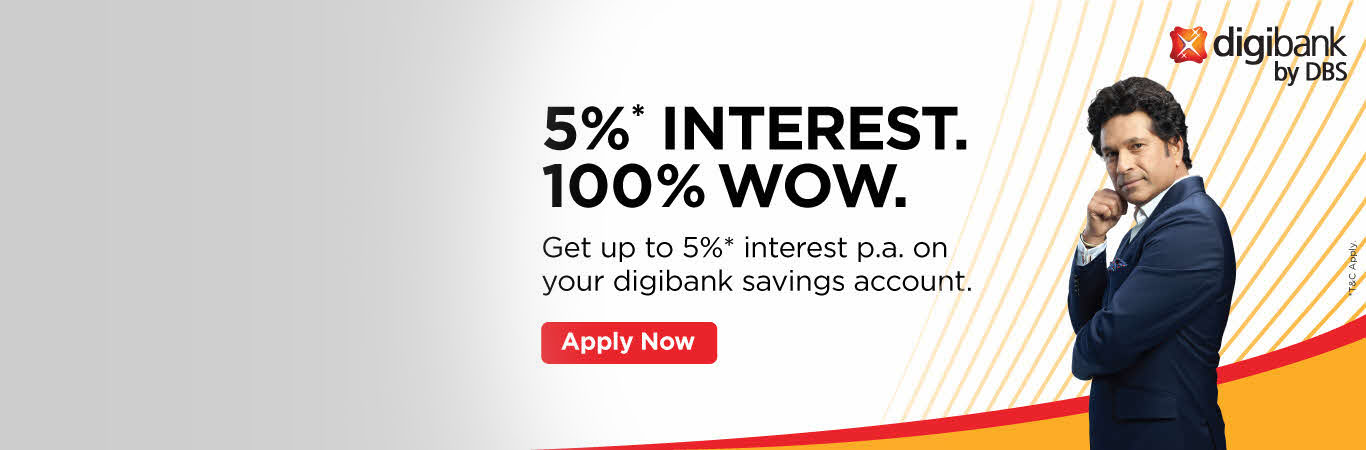 digibank
by DBS
5%* INTEREST.
100% WOW.
Get up to 5%* interest p.a. on
your digibank savings account.
Apply Now
*T&C Apply.